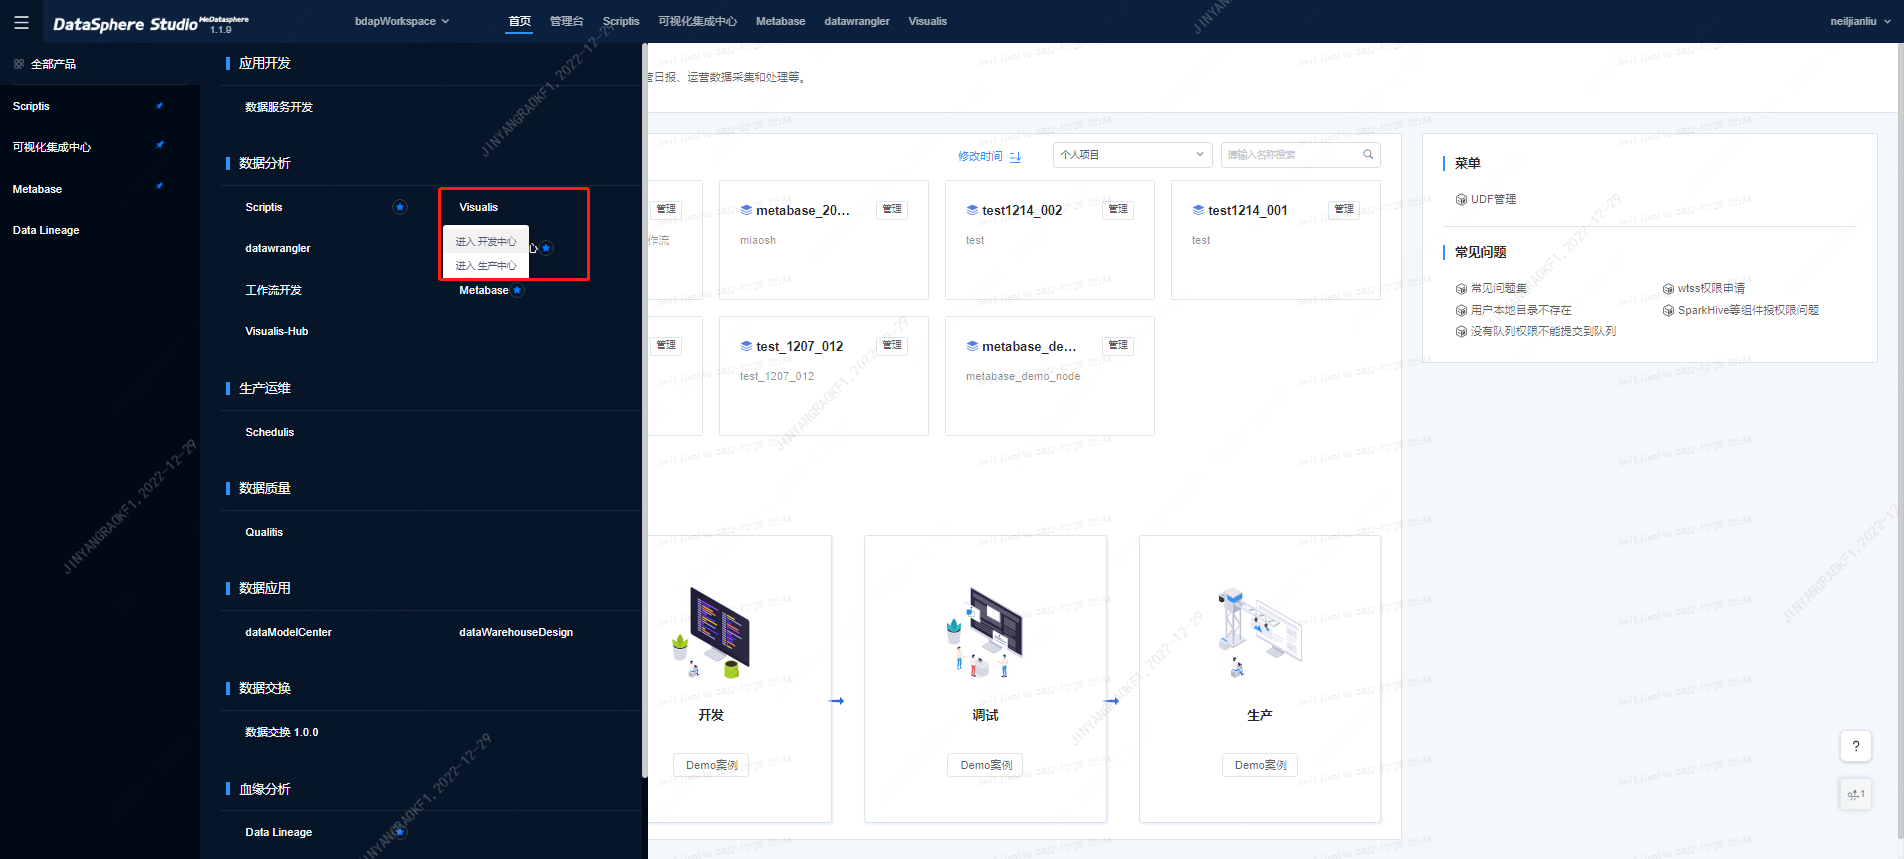 DataSphere Studio WeDatasphere
1.1.9
bdapWorkspace
首页
管理台
Scriptis
可视化集成中心
Metabase
datawrangler
Visualis
neiljianliu
全部产品
Scriptis
可视化集成中心
Metabase
Data Lineage
应用开发
数据服务开发
数据分析
Scriptis
Visualis
进入 开发中心
进入 生产中心
datawrangler
心
工作流开发
Metabase
Visualis-Hub
生产运维
Schedulis
数据质量
Qualitis
数据应用
dataModelCenter
dataWarehouseDesign
数据交换
数据交换 1.0.0
血缘分析
Data Lineage
营日报、运营数据采集和处理等。
修改时间
个人项目
请输入名称搜索
管理
作流
metabase_20...
管理
miaosh
test1214_002
管理
test
test1214_001
管理
test
管理
test_1207_012
管理
test_1207_012
metabase_de...
管理
metabase_demo_node
开发
Demo案例
调试
Demo案例
生产
Demo案例
菜单
UDF管理
常见问题
常见问题集
wtss权限申请
用户本地目录不存在
SparkHive等组件报权限问题
没有队列权限不能提交到队列
?
1
JINYANGRAOKF1,2022-12-29
neiljianliu 2022-12-29 22:34